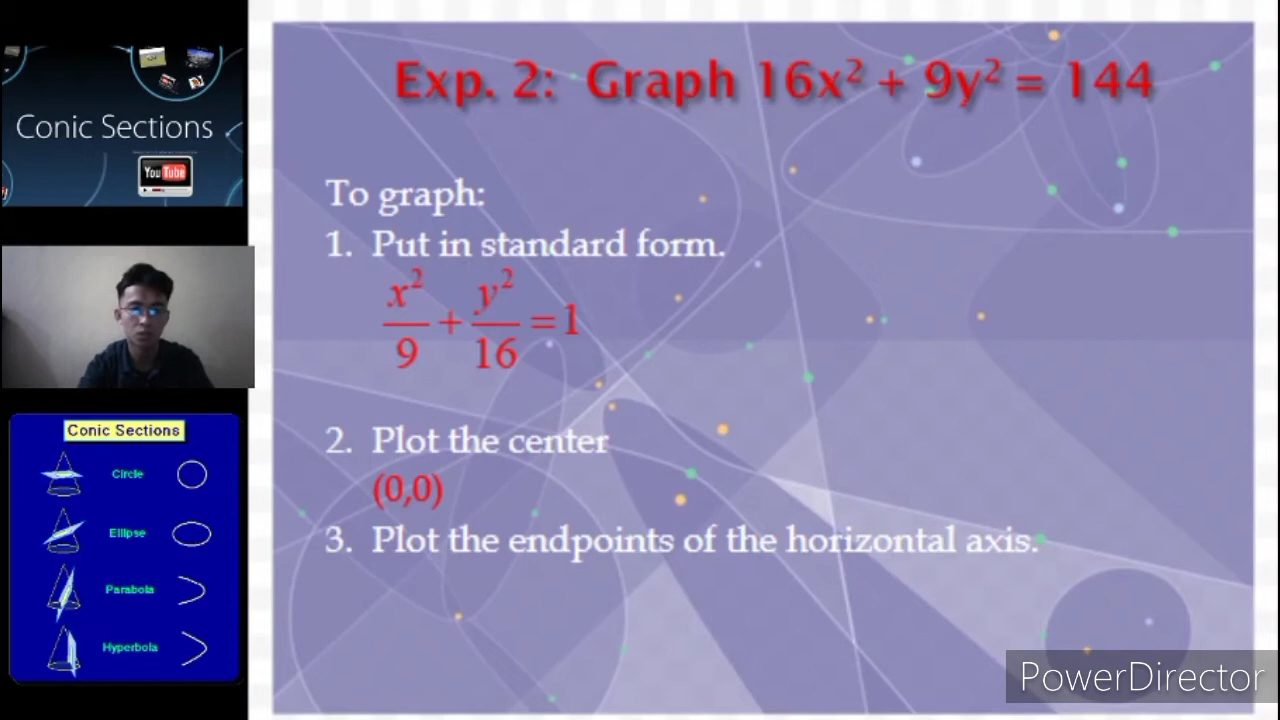 Conic Sections
YouTube
Conic Sections
Circle
Ellipse
Parabola
Hyperbola
Exp. 2: Graph 16x² + 9y² = 144
To graph:
1. Put in standard form.
x²/9 + y²/16 = 1
2. Plot the center
(0,0)
3. Plot the endpoints of the horizontal axis.
PowerDirector